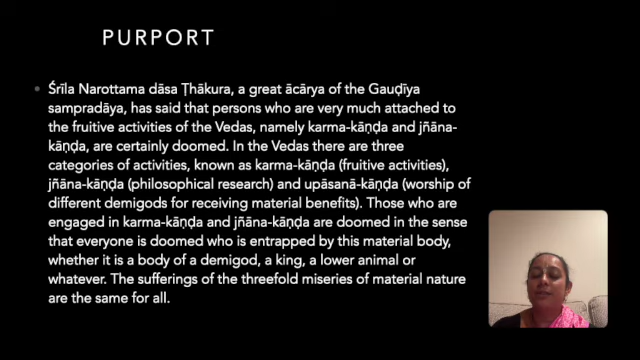 PURPORT
• Śrīla Narottama dāsa Ṭhākura, a great ācārya of the Gauḍīya
sampradāya, has said that persons who are very much attached to
the fruitive activities of the Vedas, namely karma-kāṇḍa and jñāna-
kāṇḍa, are certainly doomed. In the Vedas there are three
categories of activities, known as karma-kāṇḍa (fruitive activities),
jñāna-kāṇḍa (philosophical research) and upāsanā-kāṇḍa (worship of
different demigods for receiving material benefits). Those who are
engaged in karma-kāṇḍa and jñāna-kāṇḍa are doomed in the sense
that everyone is doomed who is entrapped by this material body,
whether it is a body of a demigod, a king, a lower animal or
whatever. The sufferings of the threefold miseries of material nature
are the same for all.